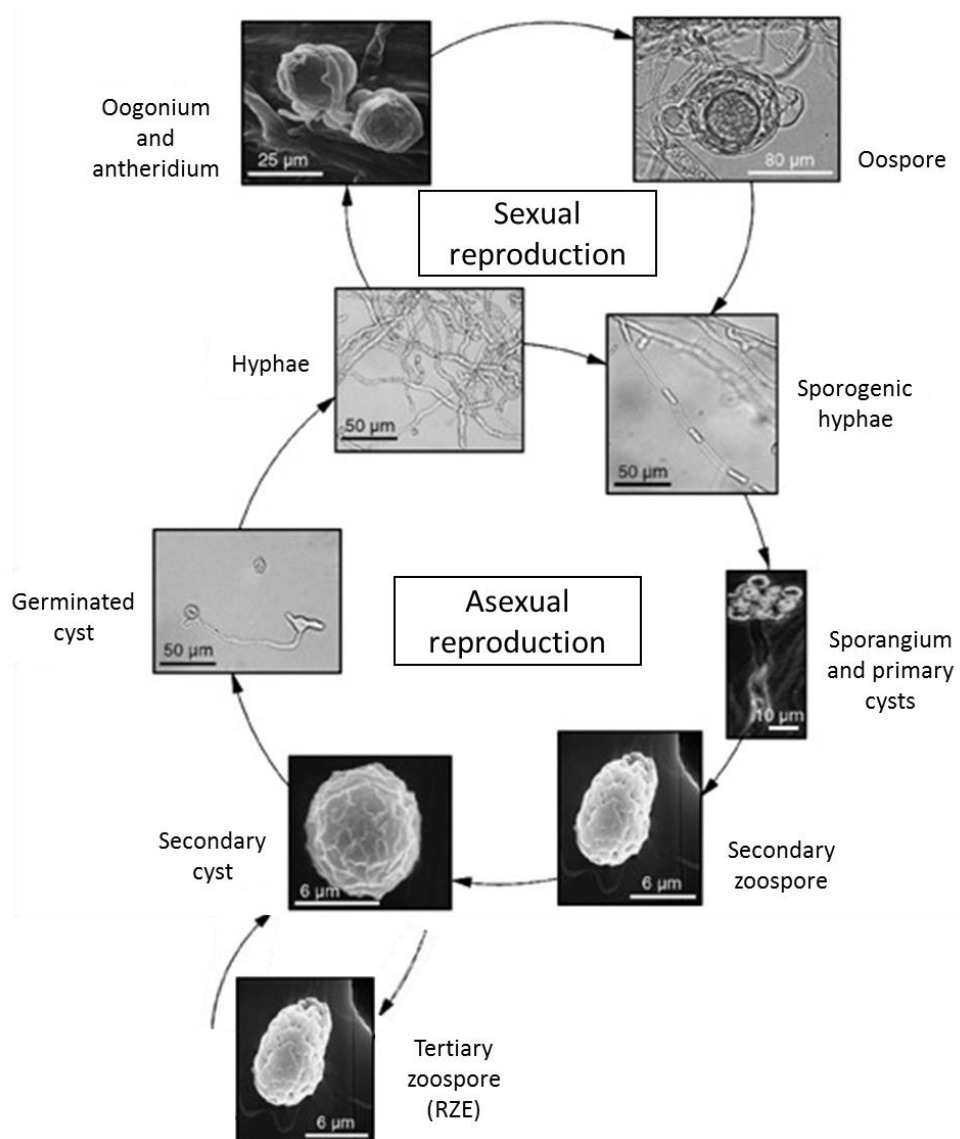 Oogonium
and
antheridium
25 µm
80 µm
Oospore
Sexual
reproduction
Hyphae
50 µm
50 µm
Sporogenic
hyphae
Germinated
cyst
50 µm
Asexual
reproduction
10 µm
Sporangium
and primary
cysts
Secondary
cyst
6 µm
6 µm
Secondary
zoospore
6 µm
Tertiary
zoospore
(RZE)